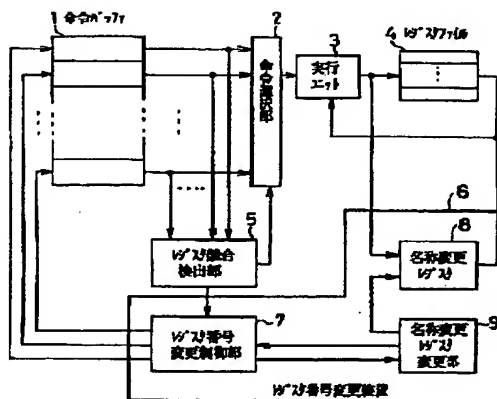 1 命令バッファ
2
命令選択部
3
実行
ユニット
4 レジスタファイル
5
レジスタ競合
検出部
6
7
レジスタ番号
変更制御部
8
名称変更
レジスタ
9
名称変更
レジスタ
変更部
レジスタ番号変更装置